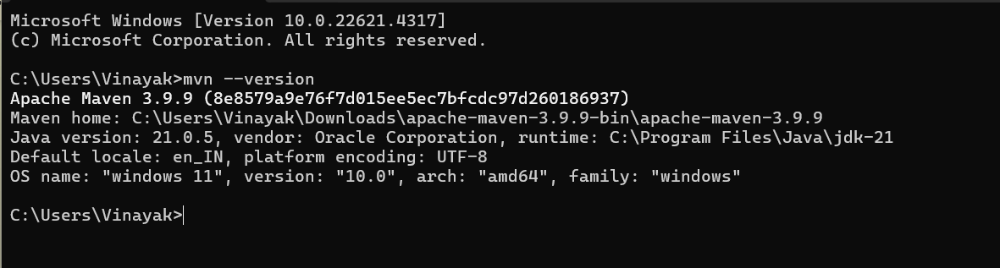 Microsoft Windows [Version 10.0.22621.4317]
(c) Microsoft Corporation. All rights reserved.
C:\Users\Vinayak>mvn --version
Apache Maven 3.9.9 (8e8579a9e76f7d015ee5ec7bfcdc97d260186937)
Maven home: C:\Users\Vinayak\Downloads\apache-maven-3.9.9-bin\apache-maven-3.9.9
Java version: 21.0.5, vendor: Oracle Corporation, runtime: C:\Program Files\Java\jdk-21
Default locale: en_IN, platform encoding: UTF-8
OS name: "windows 11", version: "10.0", arch: "amd64", family: "windows"
C:\Users\Vinayak>